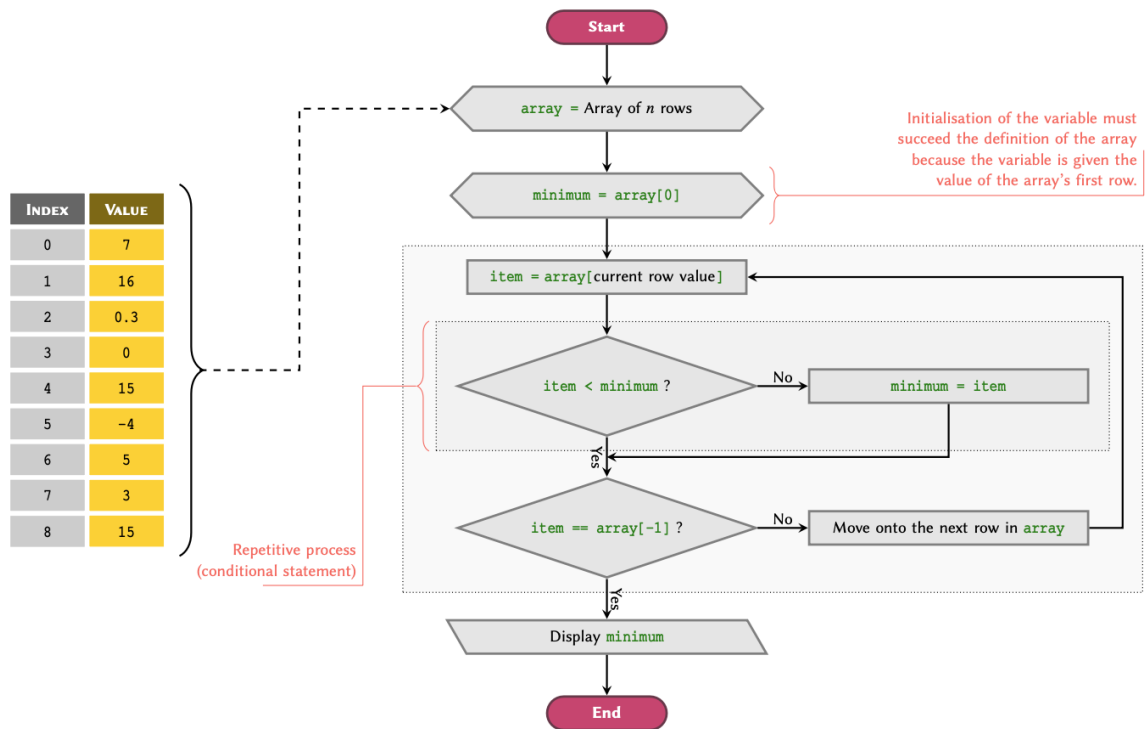 Start
array = Array of n rows
Initialisation of the variable must
succeed the definition of the array
because the variable is given the
value of the array's first row.
minimum = array[0]
INDEX VALUE
0 7
1 16
2 0.3
3 0
4 15
5 -4
6 5
7 3
8 15
item = array[current row value]
item < minimum ?
No
minimum = item
Yes
item == array[-1] ?
No
Move onto the next row in array
Repetitive process
(conditional statement)
Yes
Display minimum
End